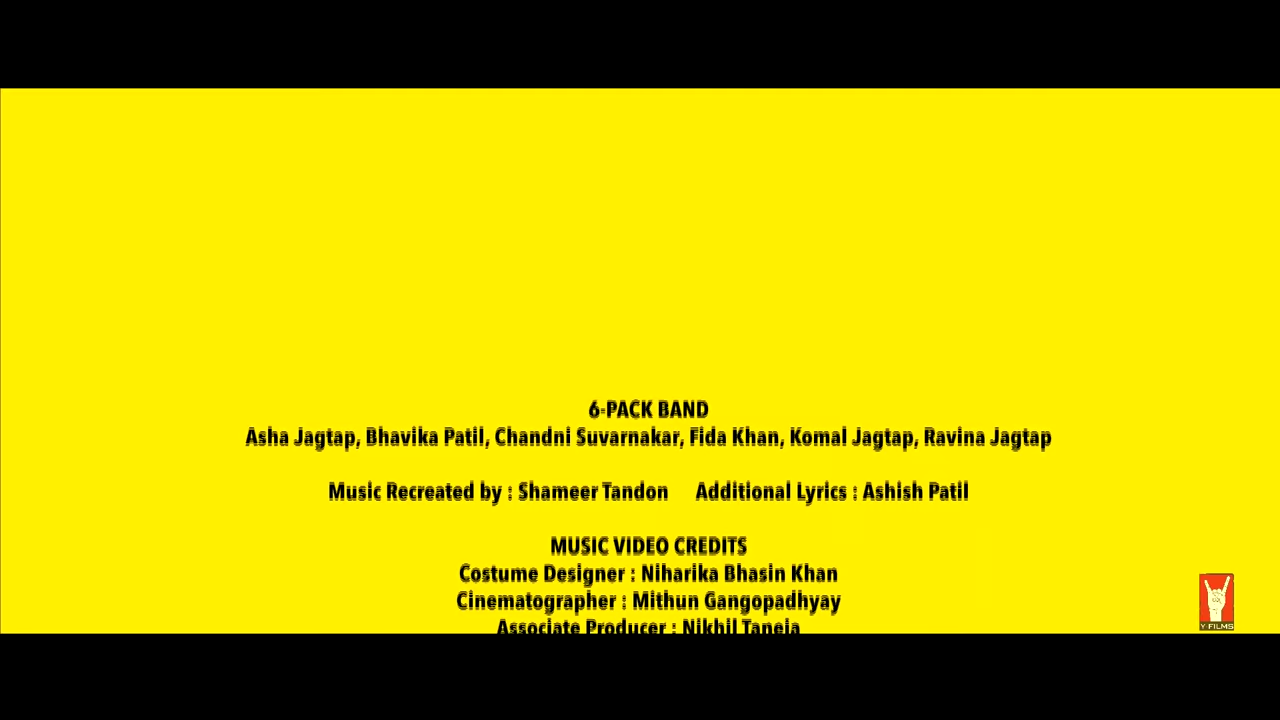 6-PACK BAND
Asha Jagtap, Bhavika Patil, Chandni Suvarnakar, Fida Khan, Komal Jagtap, Ravina Jagtap
Music Recreated by : Shameer Tandon Additional Lyrics : Ashish Patil
MUSIC VIDEO CREDITS
Costume Designer : Niharika Bhasin Khan
Cinematographer : Mithun Gangopadhyay
Associate Producer : Nikhil Taneja
Y-FILMS